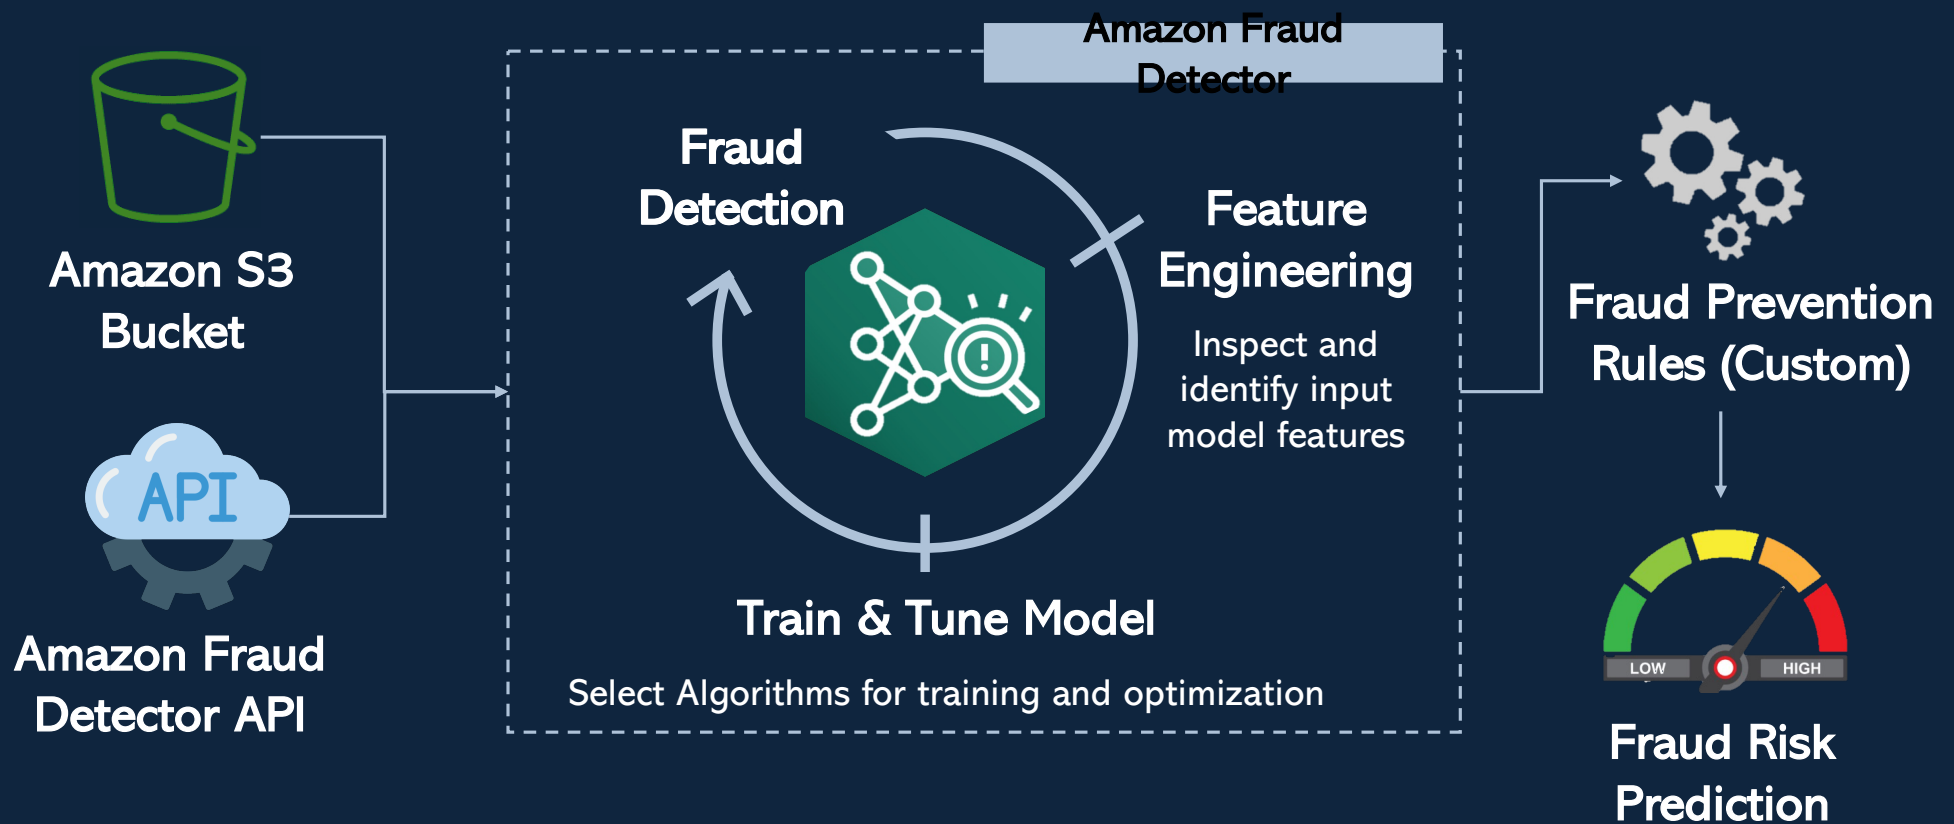 Amazon S3
Bucket
API
Amazon Fraud
Detector API
Amazon Fraud
Detector
Fraud
Detection
Feature
Engineering
Inspect and
identify input
model features
Train & Tune Model
Select Algorithms for training and optimization
Fraud Prevention
Rules (Custom)
LOW
HIGH
Fraud Risk
Prediction